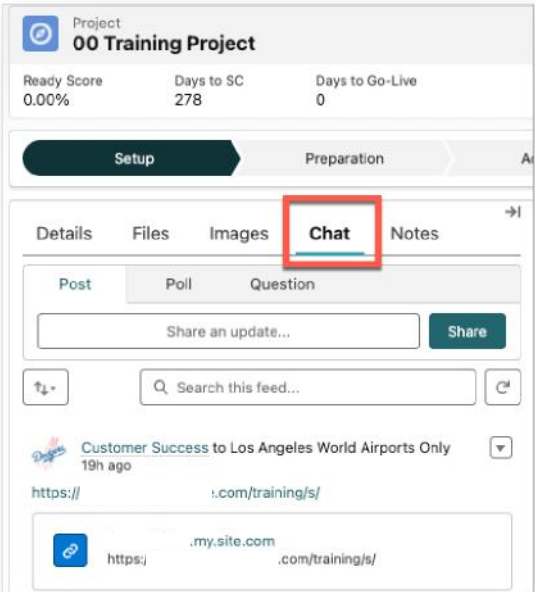 Project
00 Training Project
Ready Score Days to SC Days to Go-Live
0.00% 278 0
Setup Preparation
Details Files Images Chat Notes
Post Poll Question
Share an update... Share
Search this feed...
Dodgers Customer Success to Los Angeles World Airports Only
19h ago
https:// .com/training/s/
.my.site.com
https:/ .com/training/s/